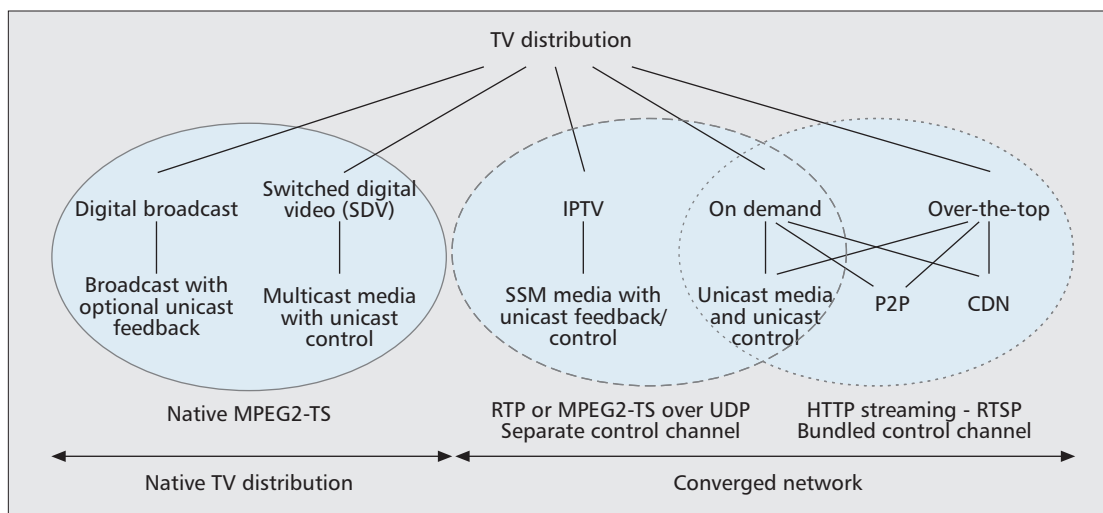 TV distribution
Digital broadcast
Switched digital
video (SDV)
IPTV
On demand
Over-the-top
Broadcast with
optional unicast
feedback
Multicast media
with unicast
control
SSM media with
unicast feedback/
control
Unicast media
and unicast
control
P2P
CDN
Native MPEG2-TS
RTP or MPEG2-TS over UDP
Separate control channel
HTTP streaming - RTSP
Bundled control channel
Native TV distribution
Converged network